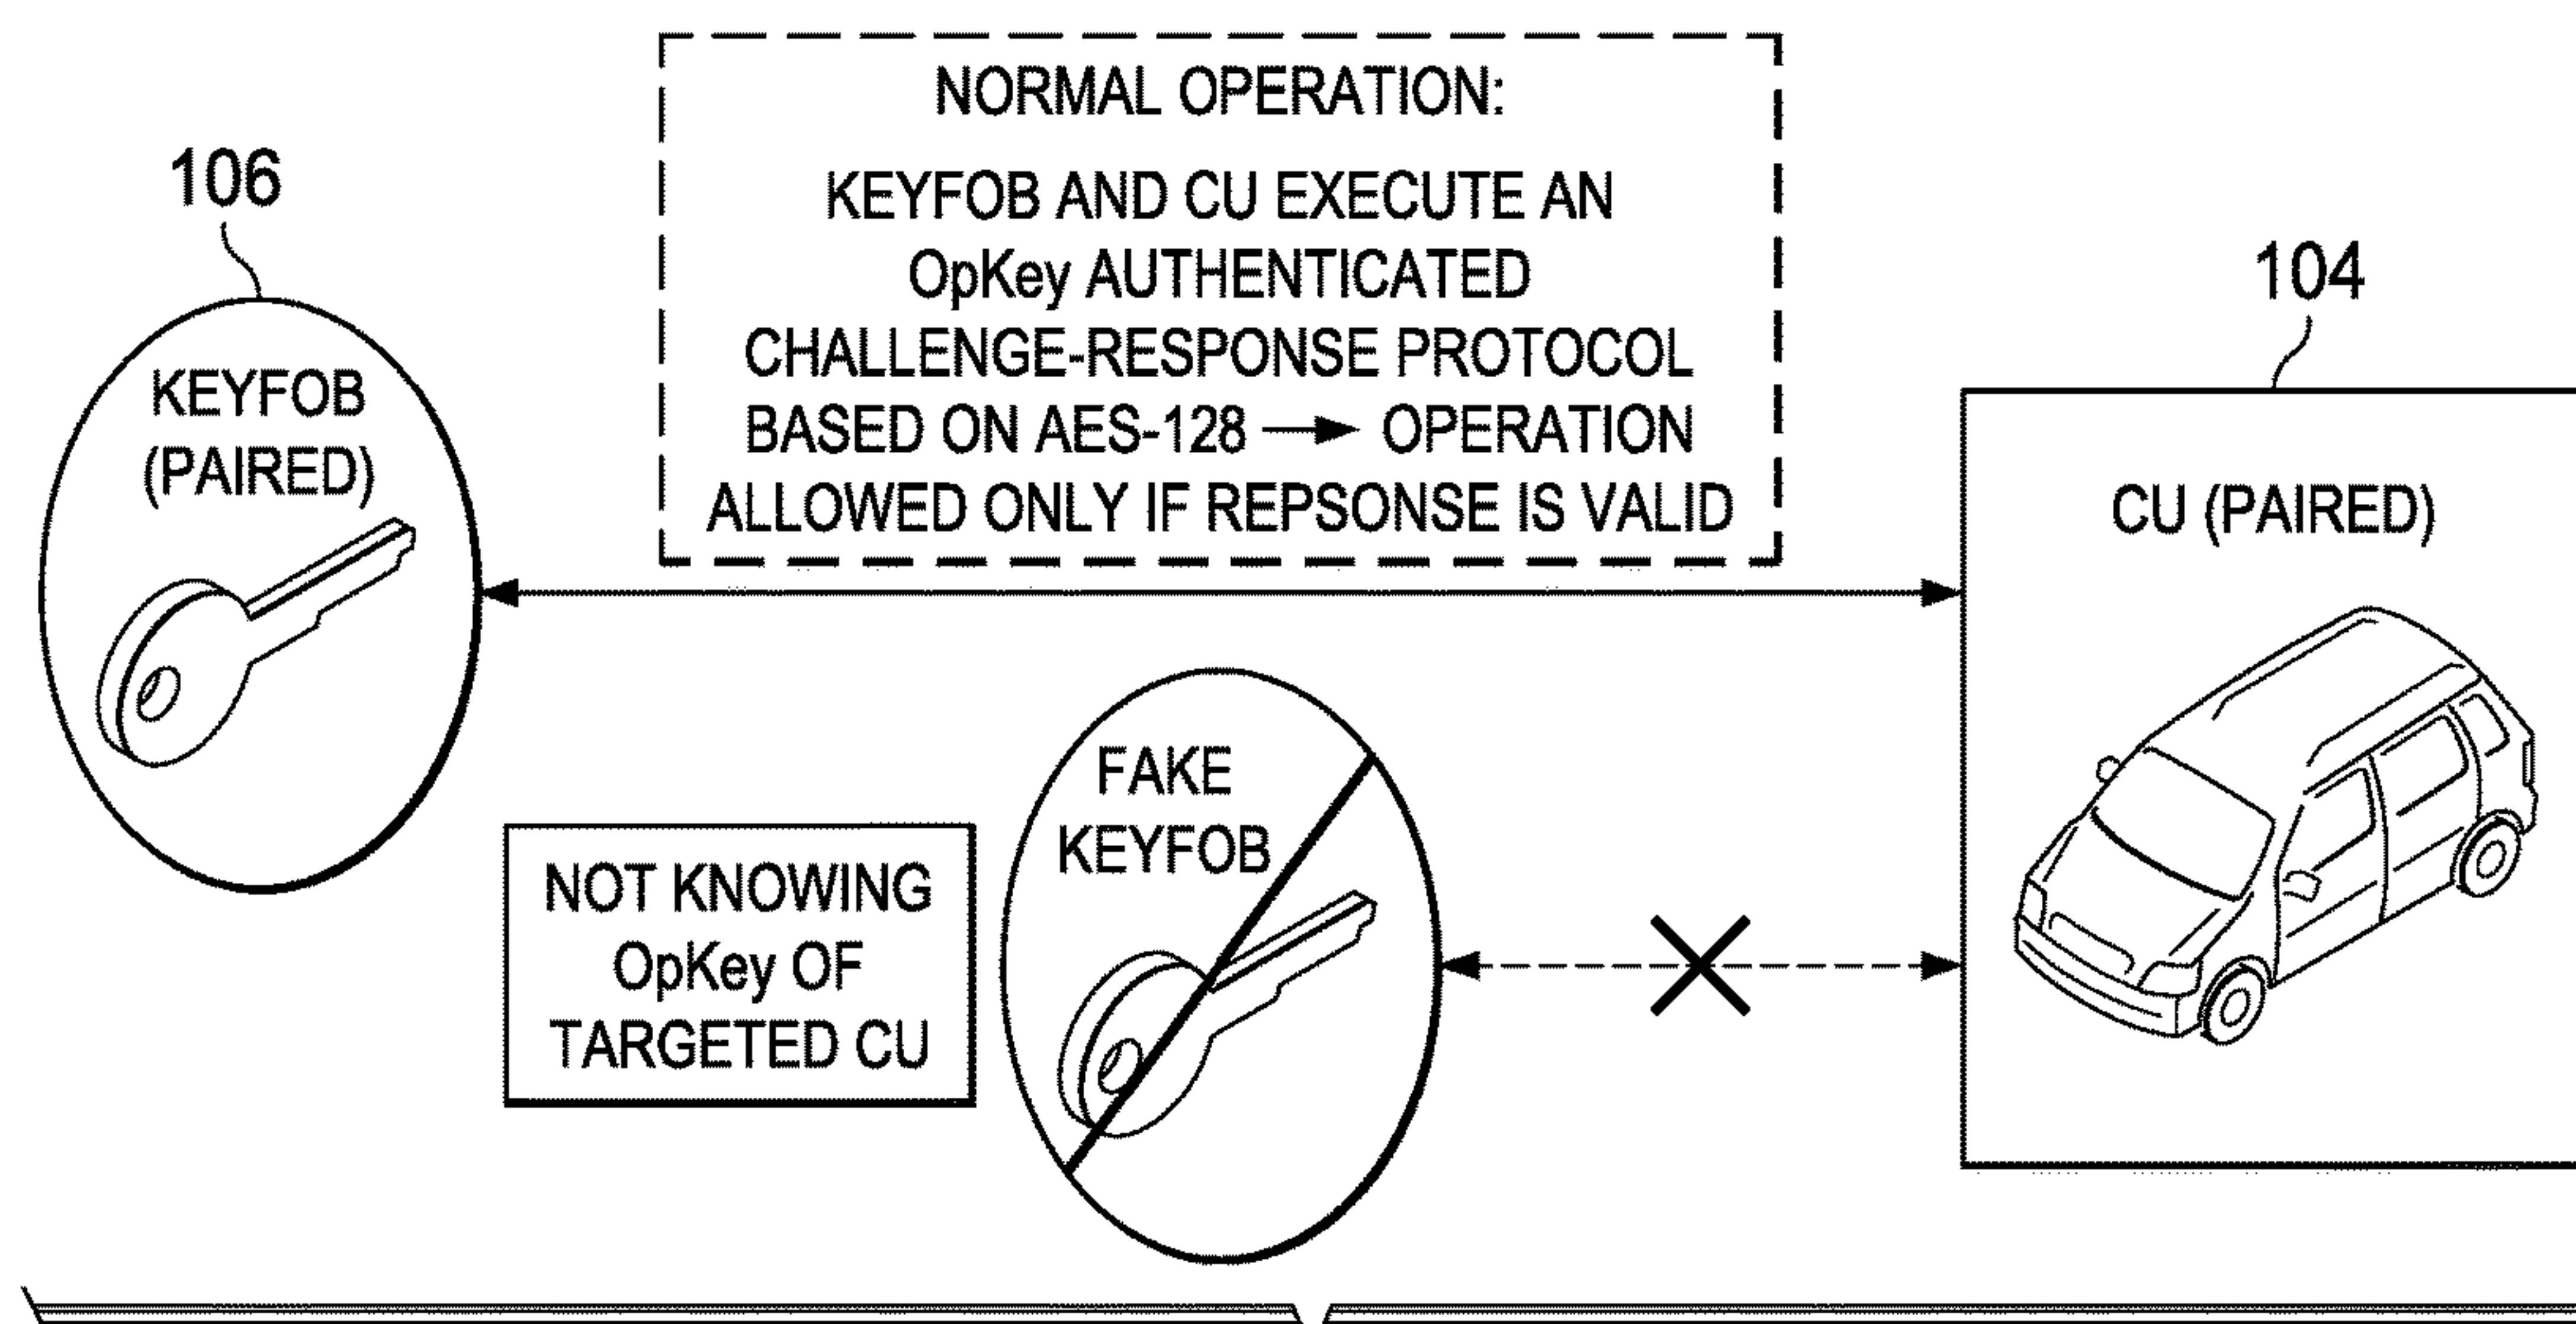 NORMAL OPERATION:
KEYFOB AND CU EXECUTE AN
OpKey AUTHENTICATED
CHALLENGE-RESPONSE PROTOCOL
BASED ON AES-128 → OPERATION
ALLOWED ONLY IF REPSONSE IS VALID
106
KEYFOB
(PAIRED)
104
CU (PAIRED)
FAKE
KEYFOB
NOT KNOWING
OpKey OF
TARGETED CU